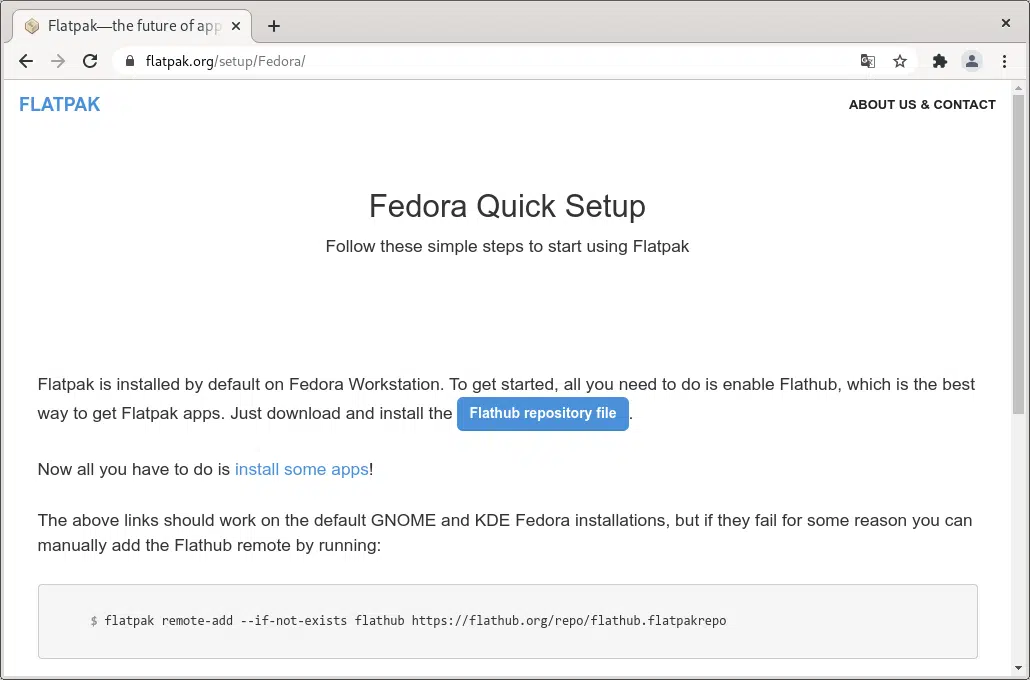 Flatpak—the future of app
flatpak.org/setup/Fedora/
FLATPAK
ABOUT US & CONTACT
Fedora Quick Setup
Follow these simple steps to start using Flatpak
Flatpak is installed by default on Fedora Workstation. To get started, all you need to do is enable Flathub, which is the best
way to get Flatpak apps. Just download and install the Flathub repository file.
Now all you have to do is install some apps!
The above links should work on the default GNOME and KDE Fedora installations, but if they fail for some reason you can
manually add the Flathub remote by running:
$ flatpak remote-add --if-not-exists flathub https://flathub.org/repo/flathub.flatpakrepo